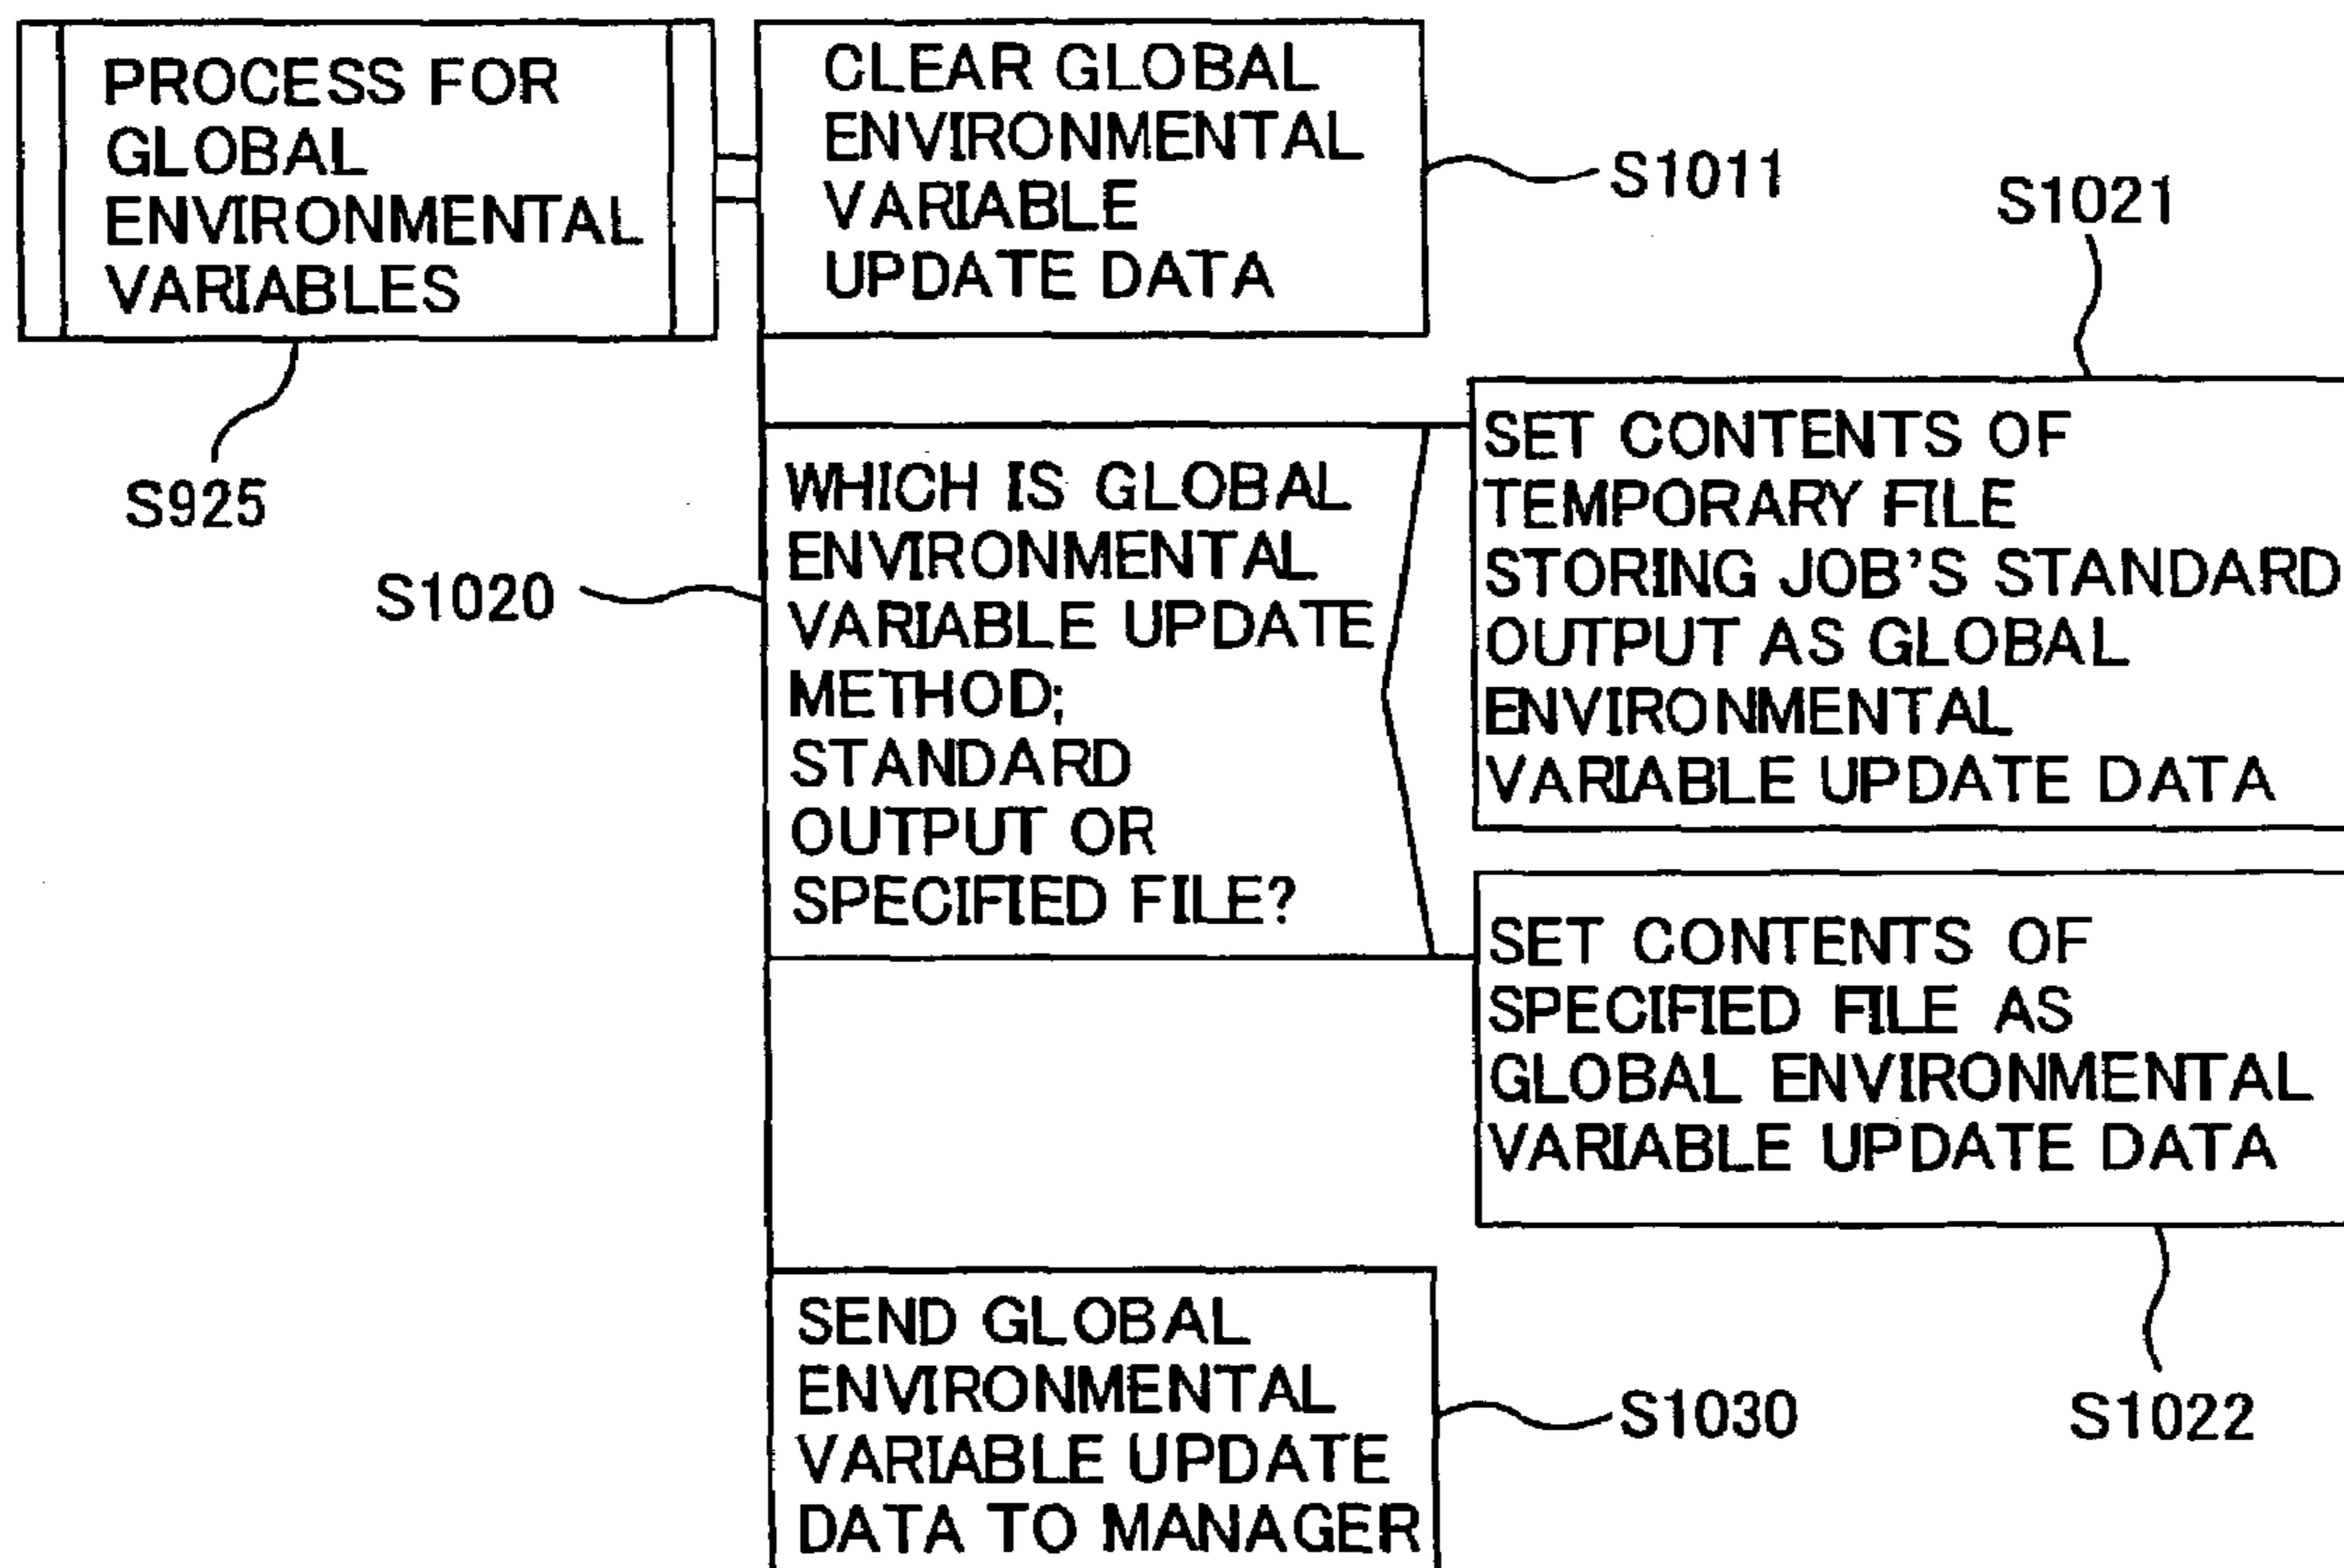 PROCESS FOR
GLOBAL
ENVIRONMENTAL
VARIABLES
S925
CLEAR GLOBAL
ENVIRONMENTAL
VARIABLE
UPDATE DATA
S1011
S1020
WHICH IS GLOBAL
ENVIRONMENTAL
VARIABLE UPDATE
METHOD;
STANDARD
OUTPUT OR
SPECIFIED FILE?
S1021
SET CONTENTS OF
TEMPORARY FILE
STORING JOB'S STANDARD
OUTPUT AS GLOBAL
ENVIRONMENTAL
VARIABLE UPDATE DATA
SET CONTENTS OF
SPECIFIED FILE AS
GLOBAL ENVIRONMENTAL
VARIABLE UPDATE DATA
S1022
SEND GLOBAL
ENVIRONMENTAL
VARIABLE UPDATE
DATA TO MANAGER
S1030